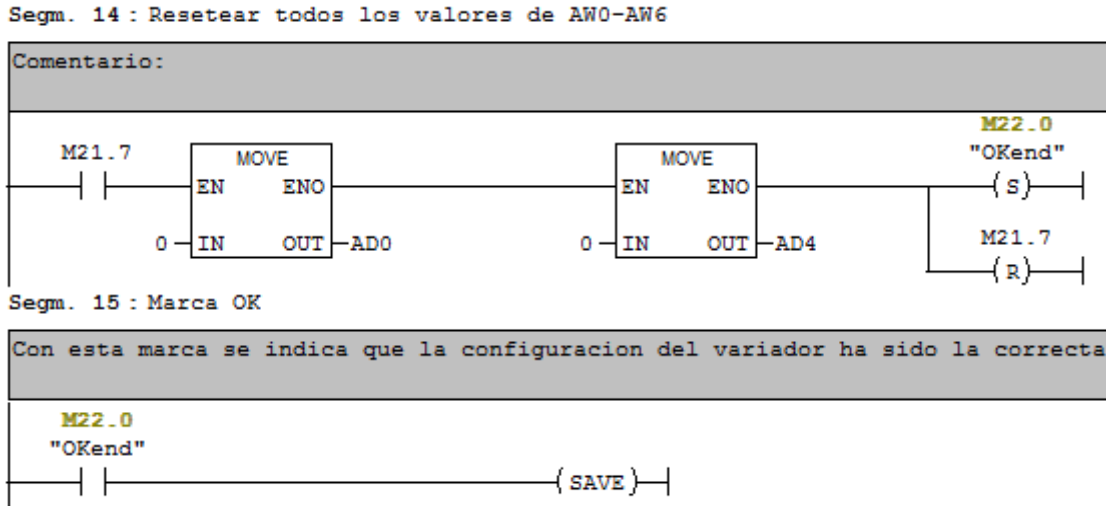 Segm. 14 : Resetear todos los valores de AW0-AW6
Comentario:
M22.0
M21.7 MOVE MOVE "OKend"
EN ENO EN ENO S
0 IN OUT AD0 0 IN OUT AD4 M21.7
R
Segm. 15 : Marca OK
Con esta marca se indica que la configuracion del variador ha sido la correcta
M22.0
"OKend"
SAVE